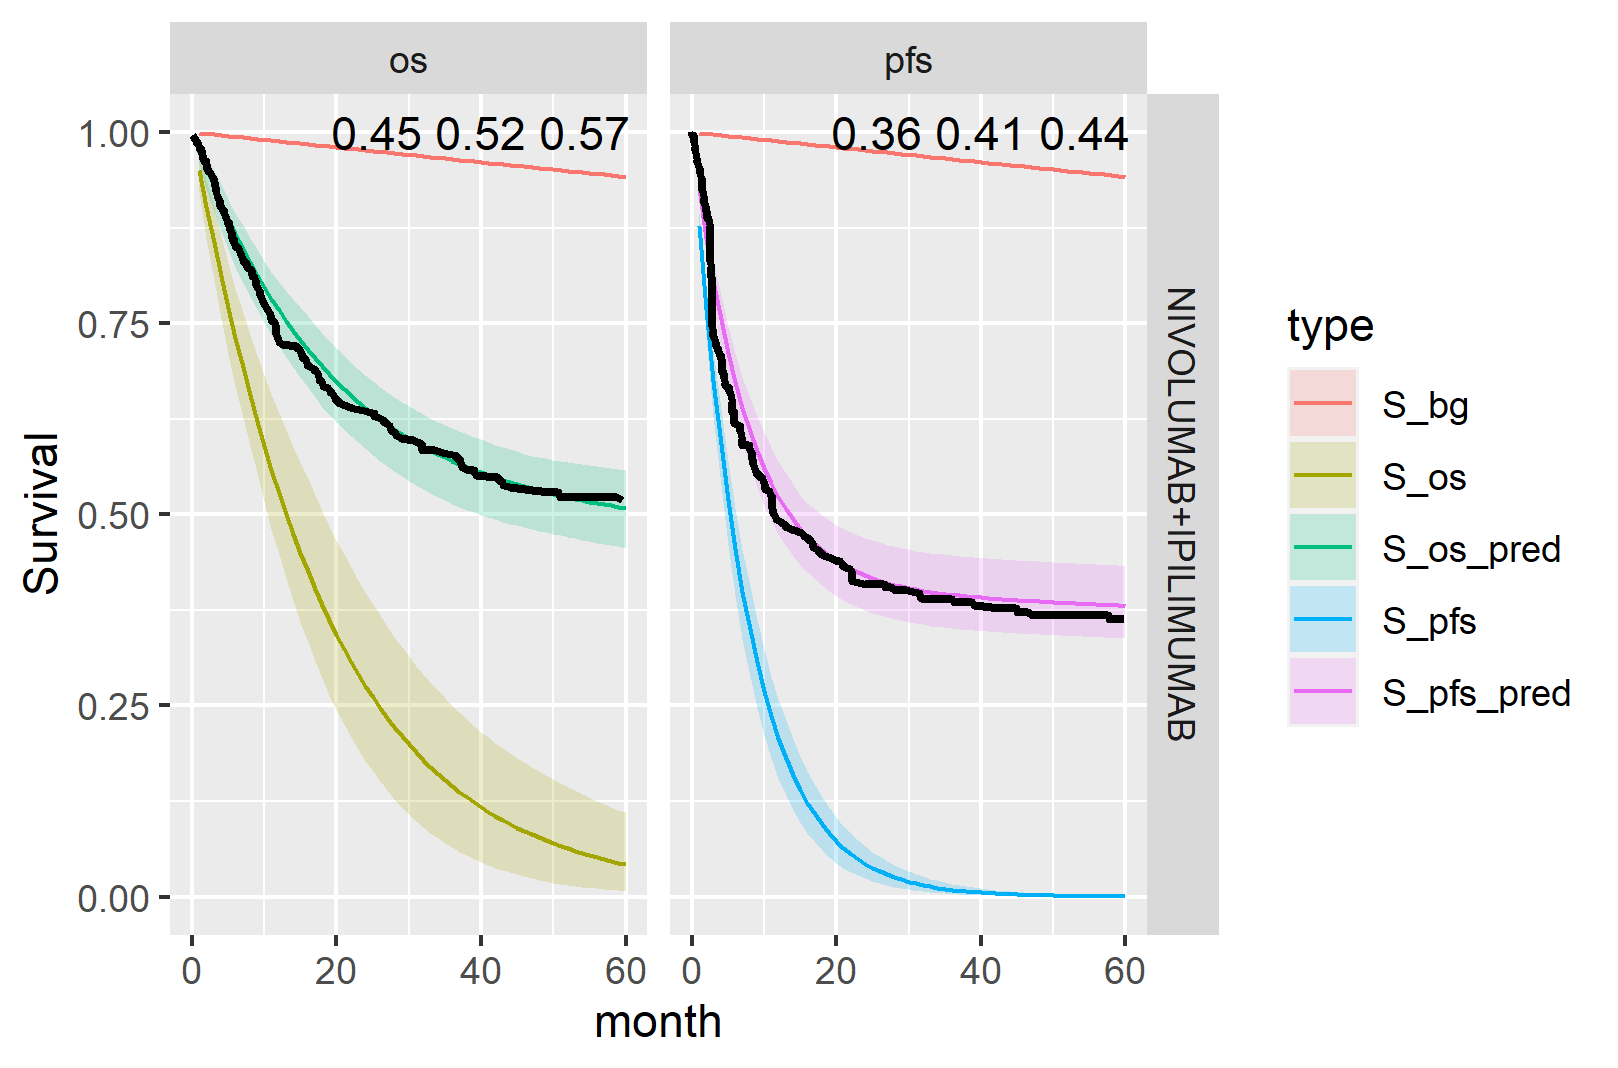 os pfs
1.00
0.75
0.50
0.25
0.00
0.45 0.52 0.57
0.36 0.41 0.44
Survival
NIVOLUMAB+IPILIMUMAB
0 20 40 60
0 20 40 60
month
type
S_bg
S_os
S_os_pred
S_pfs
S_pfs_pred